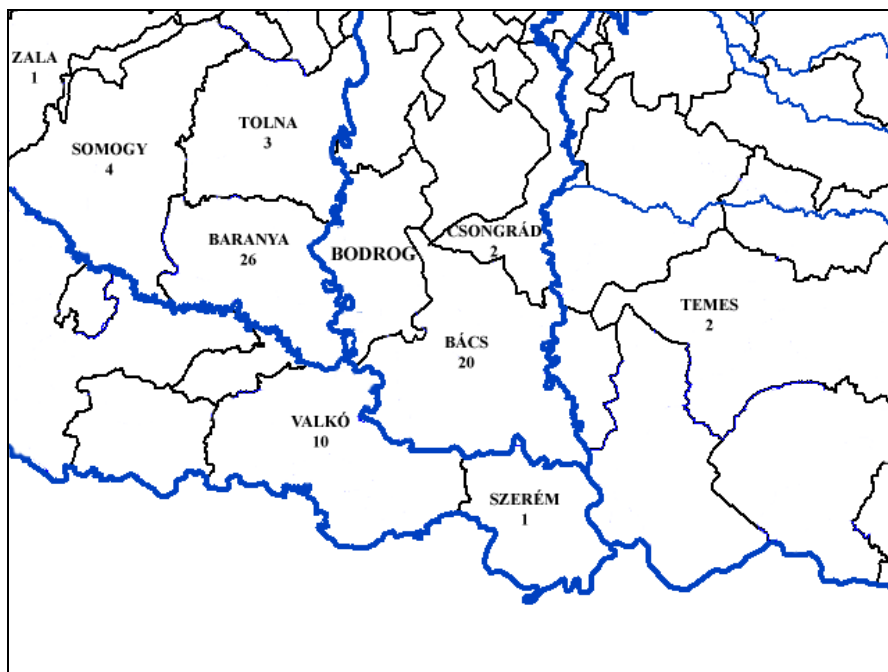 ZALA
1
TOLNA
3
SOMOGY
4
BARANYA
26
BODROG
CSONGRÁD
2
TEMES
2
BÁCS
20
VALKÓ
10
SZERÉM
1